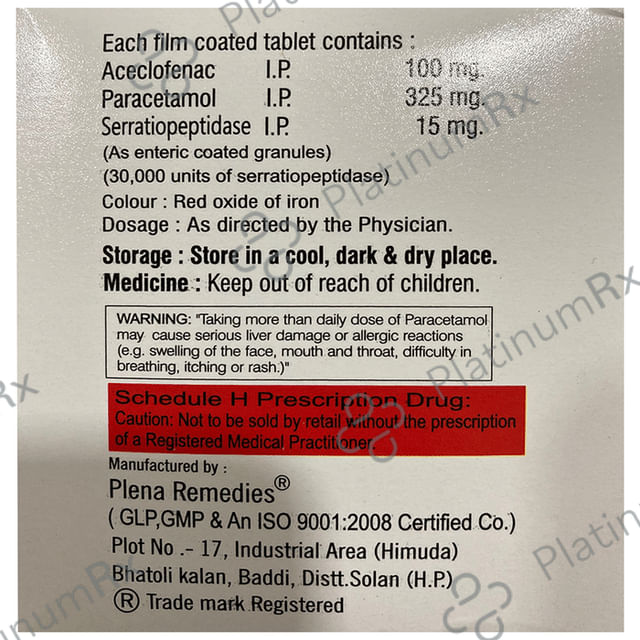 Each film coated tablet contains :
Aceclofenac I.P. 100 mg.
Paracetamol I.P. 325 mg.
Serratiopeptidase I.P. 15 mg.
(As enteric coated granules)
(30,000 units of serratiopeptidase)
Colour : Red oxide of iron
Dosage : As directed by the Physician.
Storage : Store in a cool, dark & dry place.
Medicine : Keep out of reach of children.
WARNING: "Taking more than daily dose of Paracetamol
may cause serious liver damage or allergic reactions
(e.g. swelling of the face, mouth and throat, difficulty in
breathing, itching or rash.)"
Schedule H Prescription Drug:
Caution: Not to be sold by retail without the prescription
of a Registered Medical Practitioner
Manufactured by :
Plena Remedies®
( GLP,GMP & An ISO 9001:2008 Certified Co.)
Plot No .- 17, Industrial Area (Himuda)
Bhatoli kalan, Baddi, Distt.Solan (H.P.)
® Trade mark Registered
PlatinumRx
PlatinumRx
PlatinumRx